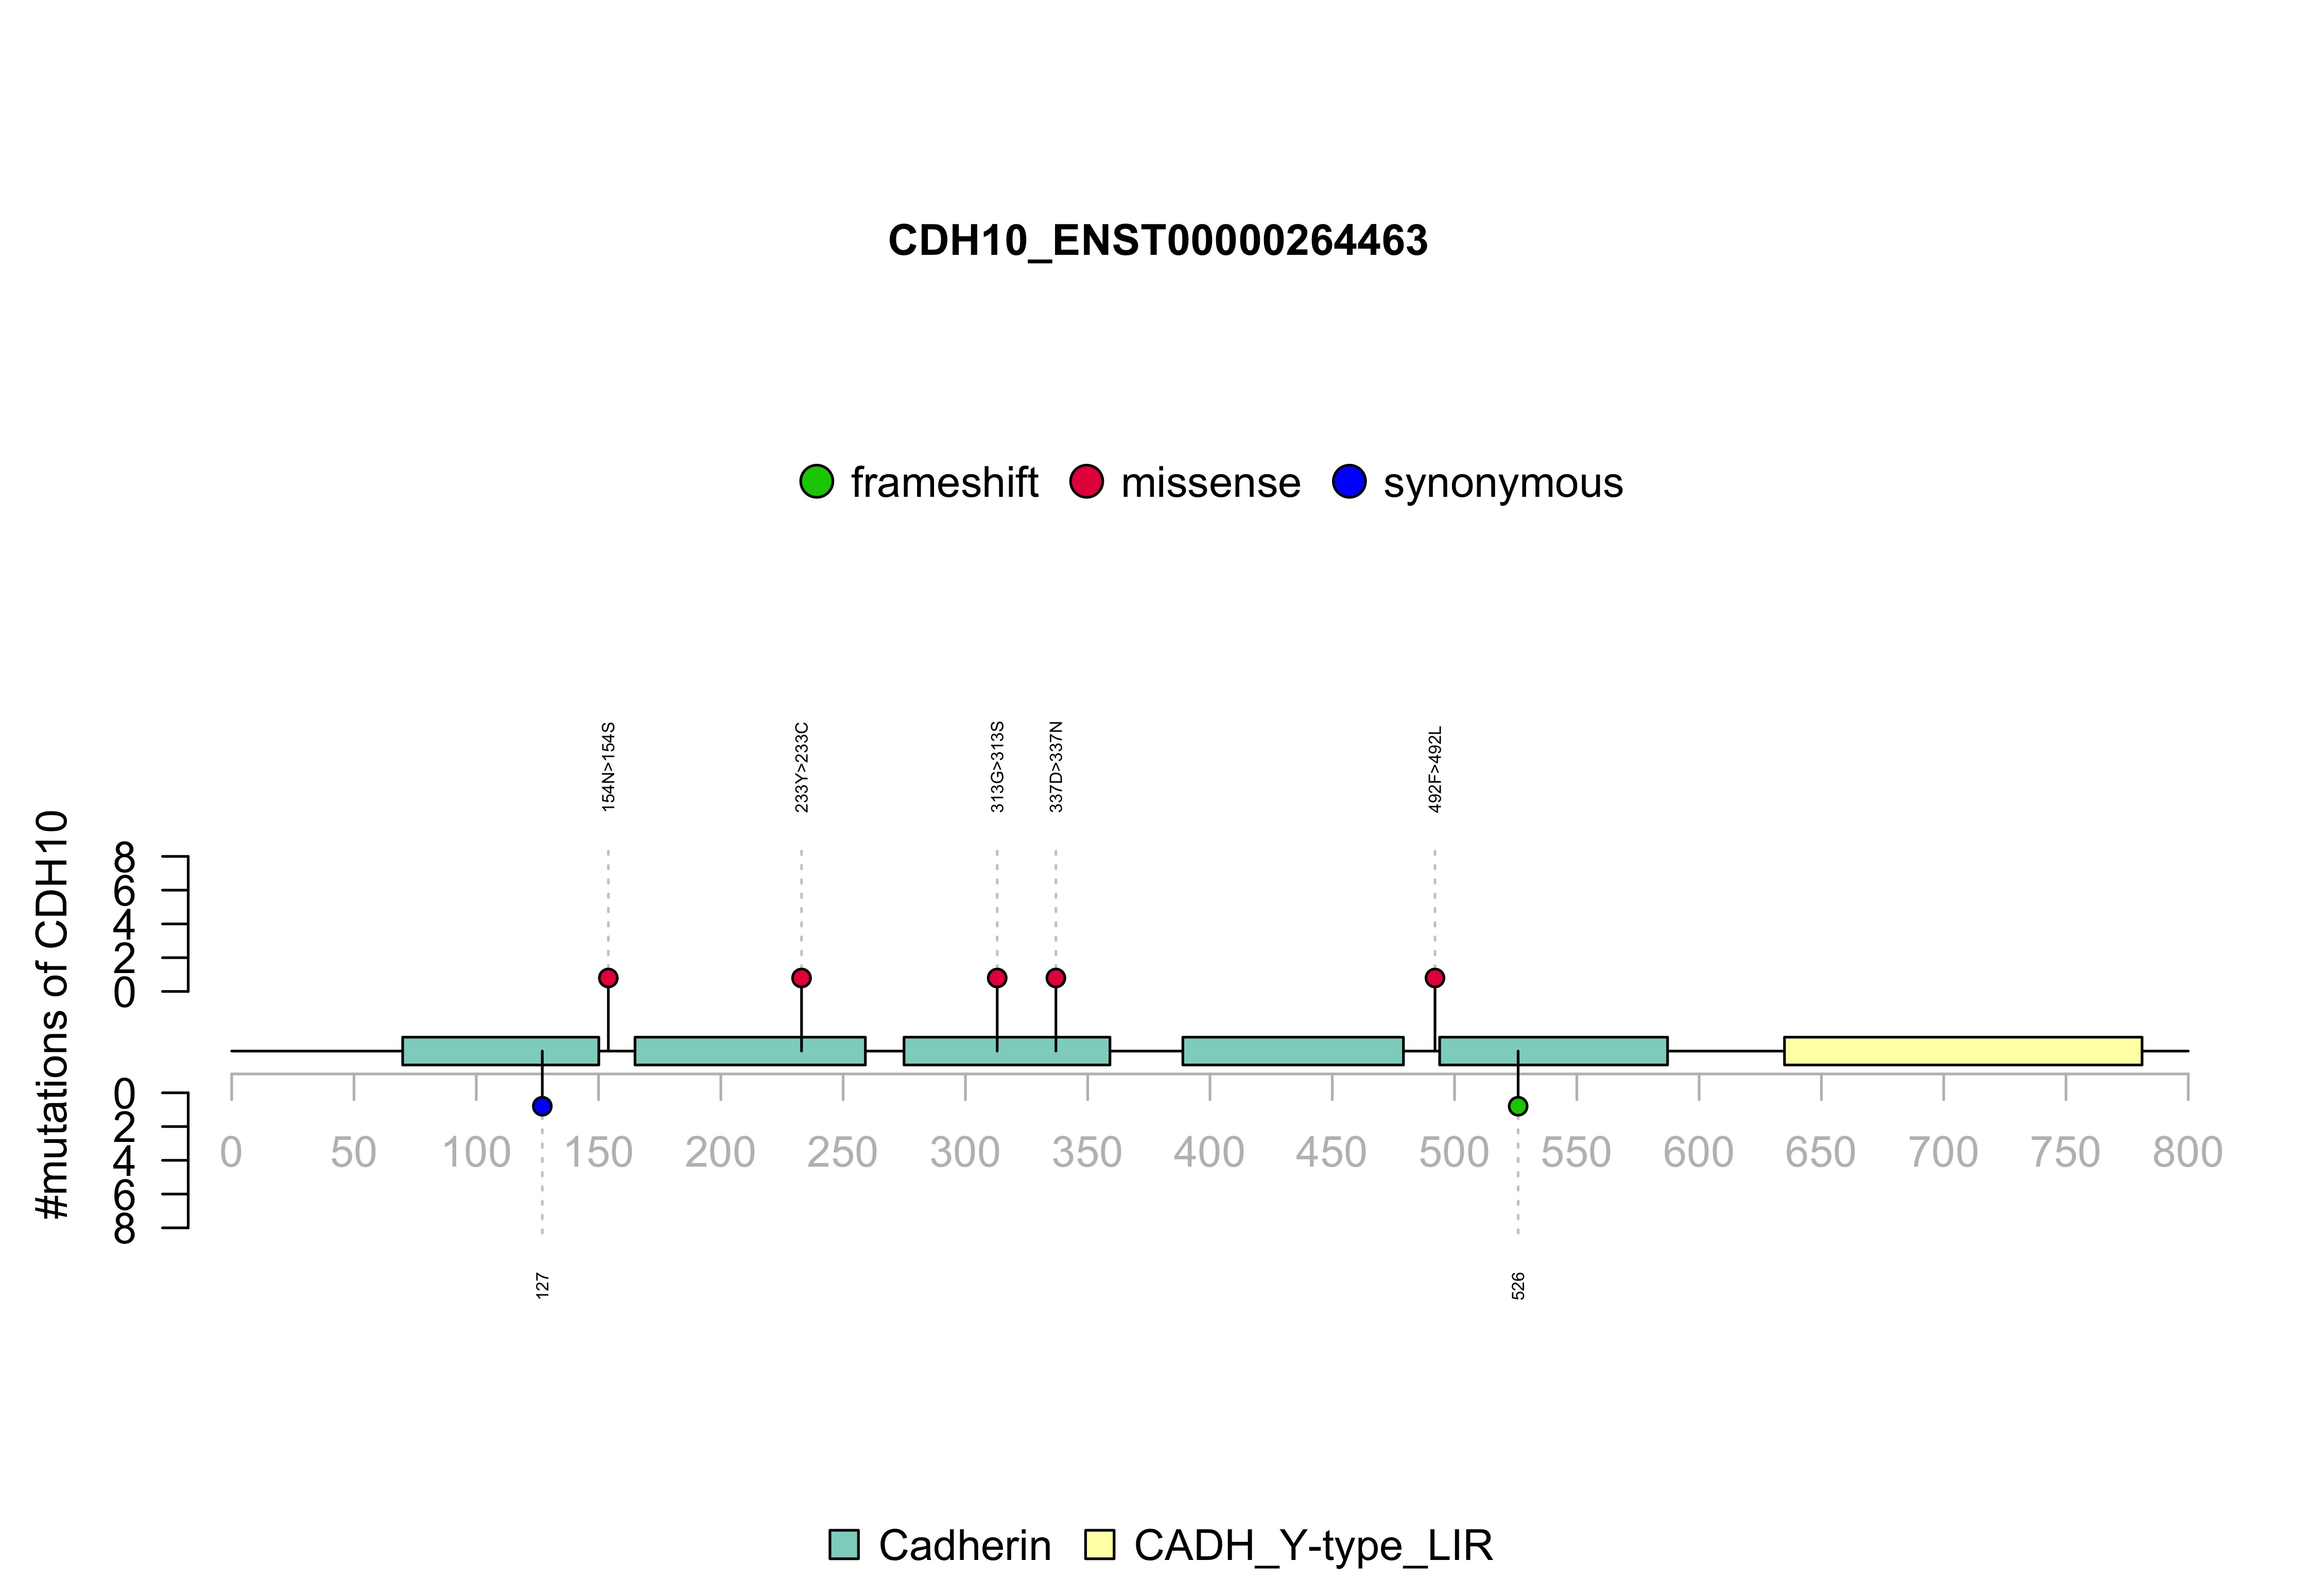 CDH10_ENST00000264463
frameshift missense synonymous
154N>154S
233Y>233C
313G>313S
337D>337N
492F>492L
#mutations of CDH10
8
6
4
2
0
0
2
4
6
8
0 50 100 150 200 250 300 350 400 450 500 550 600 650 700 750 800
127
526
Cadherin CADH_Y-type_LIR